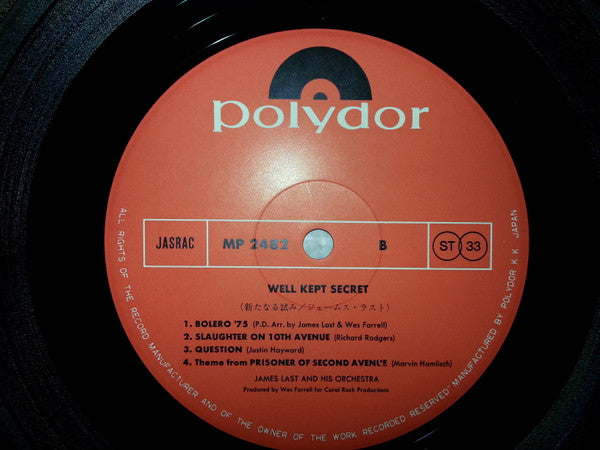 polydor
JASRAC MP 2482 B ST 33
WELL KEPT SECRET
(新たなる試み/ジェームス・ラスト)
1. BOLERO '75 (P.D. Arr. by James Last & Wes Farrell)
2. SLAUGHTER ON 10TH AVENUE (Richard Rodgers)
3. QUESTION (Justin Hayward)
4. Theme from PRISONER OF SECOND AVENUE (Marvin Hamlisch)
JAMES LAST AND HIS ORCHESTRA
Produced by Wes Farrell for Coral Rock Productions
ALL RIGHTS OF THE RECORD MANUFACTURER AND OF THE OWNER OF THE WORK RECORDED RESERVED · MANUFACTURED BY POLYDOR K.K. JAPAN